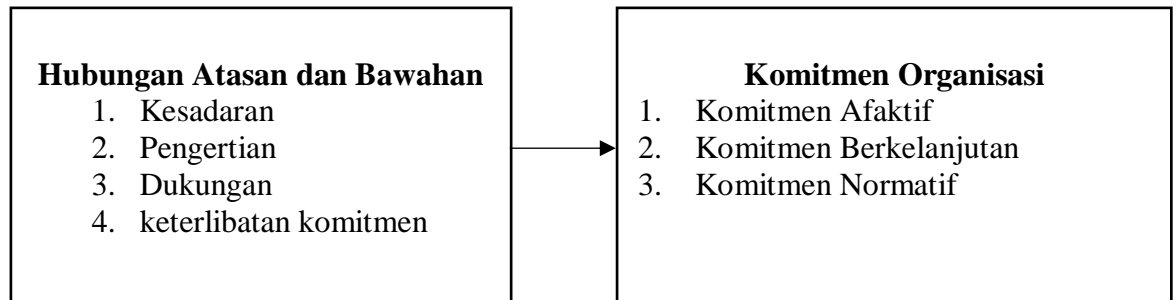 Hubungan Atasan dan Bawahan
1. Kesadaran
2. Pengertian
3. Dukungan
4. keterlibatan komitmen
Komitmen Organisasi
1. Komitmen Afaktif
2. Komitmen Berkelanjutan
3. Komitmen Normatif